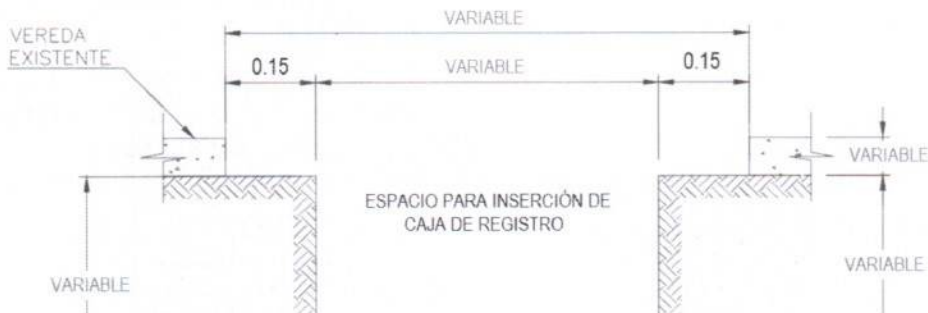 VARIABLE
VEREDA
EXISTENTE
0.15
VARIABLE
0.15
VARIABLE
ESPACIO PARA INSERCIÓN DE
CAJA DE REGISTRO
VARIABLE
VARIABLE